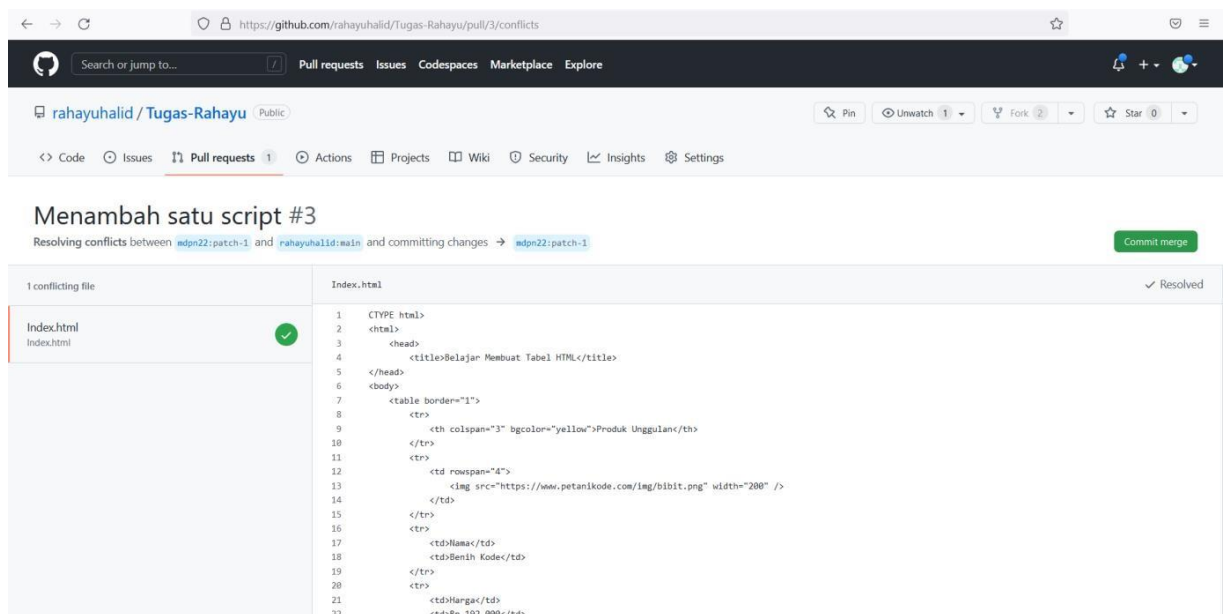 https://github.com/rahayuhalid/Tugas-Rahayu/pull/3/conflicts
Search or jump to... / Pull requests Issues Codespaces Marketplace Explore
rahayuhalid / Tugas-Rahayu Public Pin Unwatch 1 Fork 2 Star 0
Code Issues Pull requests 1 Actions Projects Wiki Security Insights Settings
Menambah satu script #3
Resolving conflicts between mdpn22:patch-1 and rahayuhalid:main and committing changes → mdpn22:patch-1 Commit merge
1 conflicting file Index.html Resolved
Index.html
Index.html
1 CTYPE html>
2 <html>
3 <head>
4 <title>Belajar Membuat Tabel HTML</title>
5 </head>
6 <body>
7 <table border="1">
8 <tr>
9 <th colspan="3" bgcolor="yellow">Produk Unggulan</th>
10 </tr>
11 <tr>
12 <td rowspan="4">
13 <img src="https://www.petanikode.com/img/bibit.png" width="200" />
14 </td>
15 </tr>
16 <tr>
17 <td>Nama</td>
18 <td>Benih Kode</td>
19 </tr>
20 <tr>
21 <td>Harga</td>
22 <td>Rp 192.000</td>